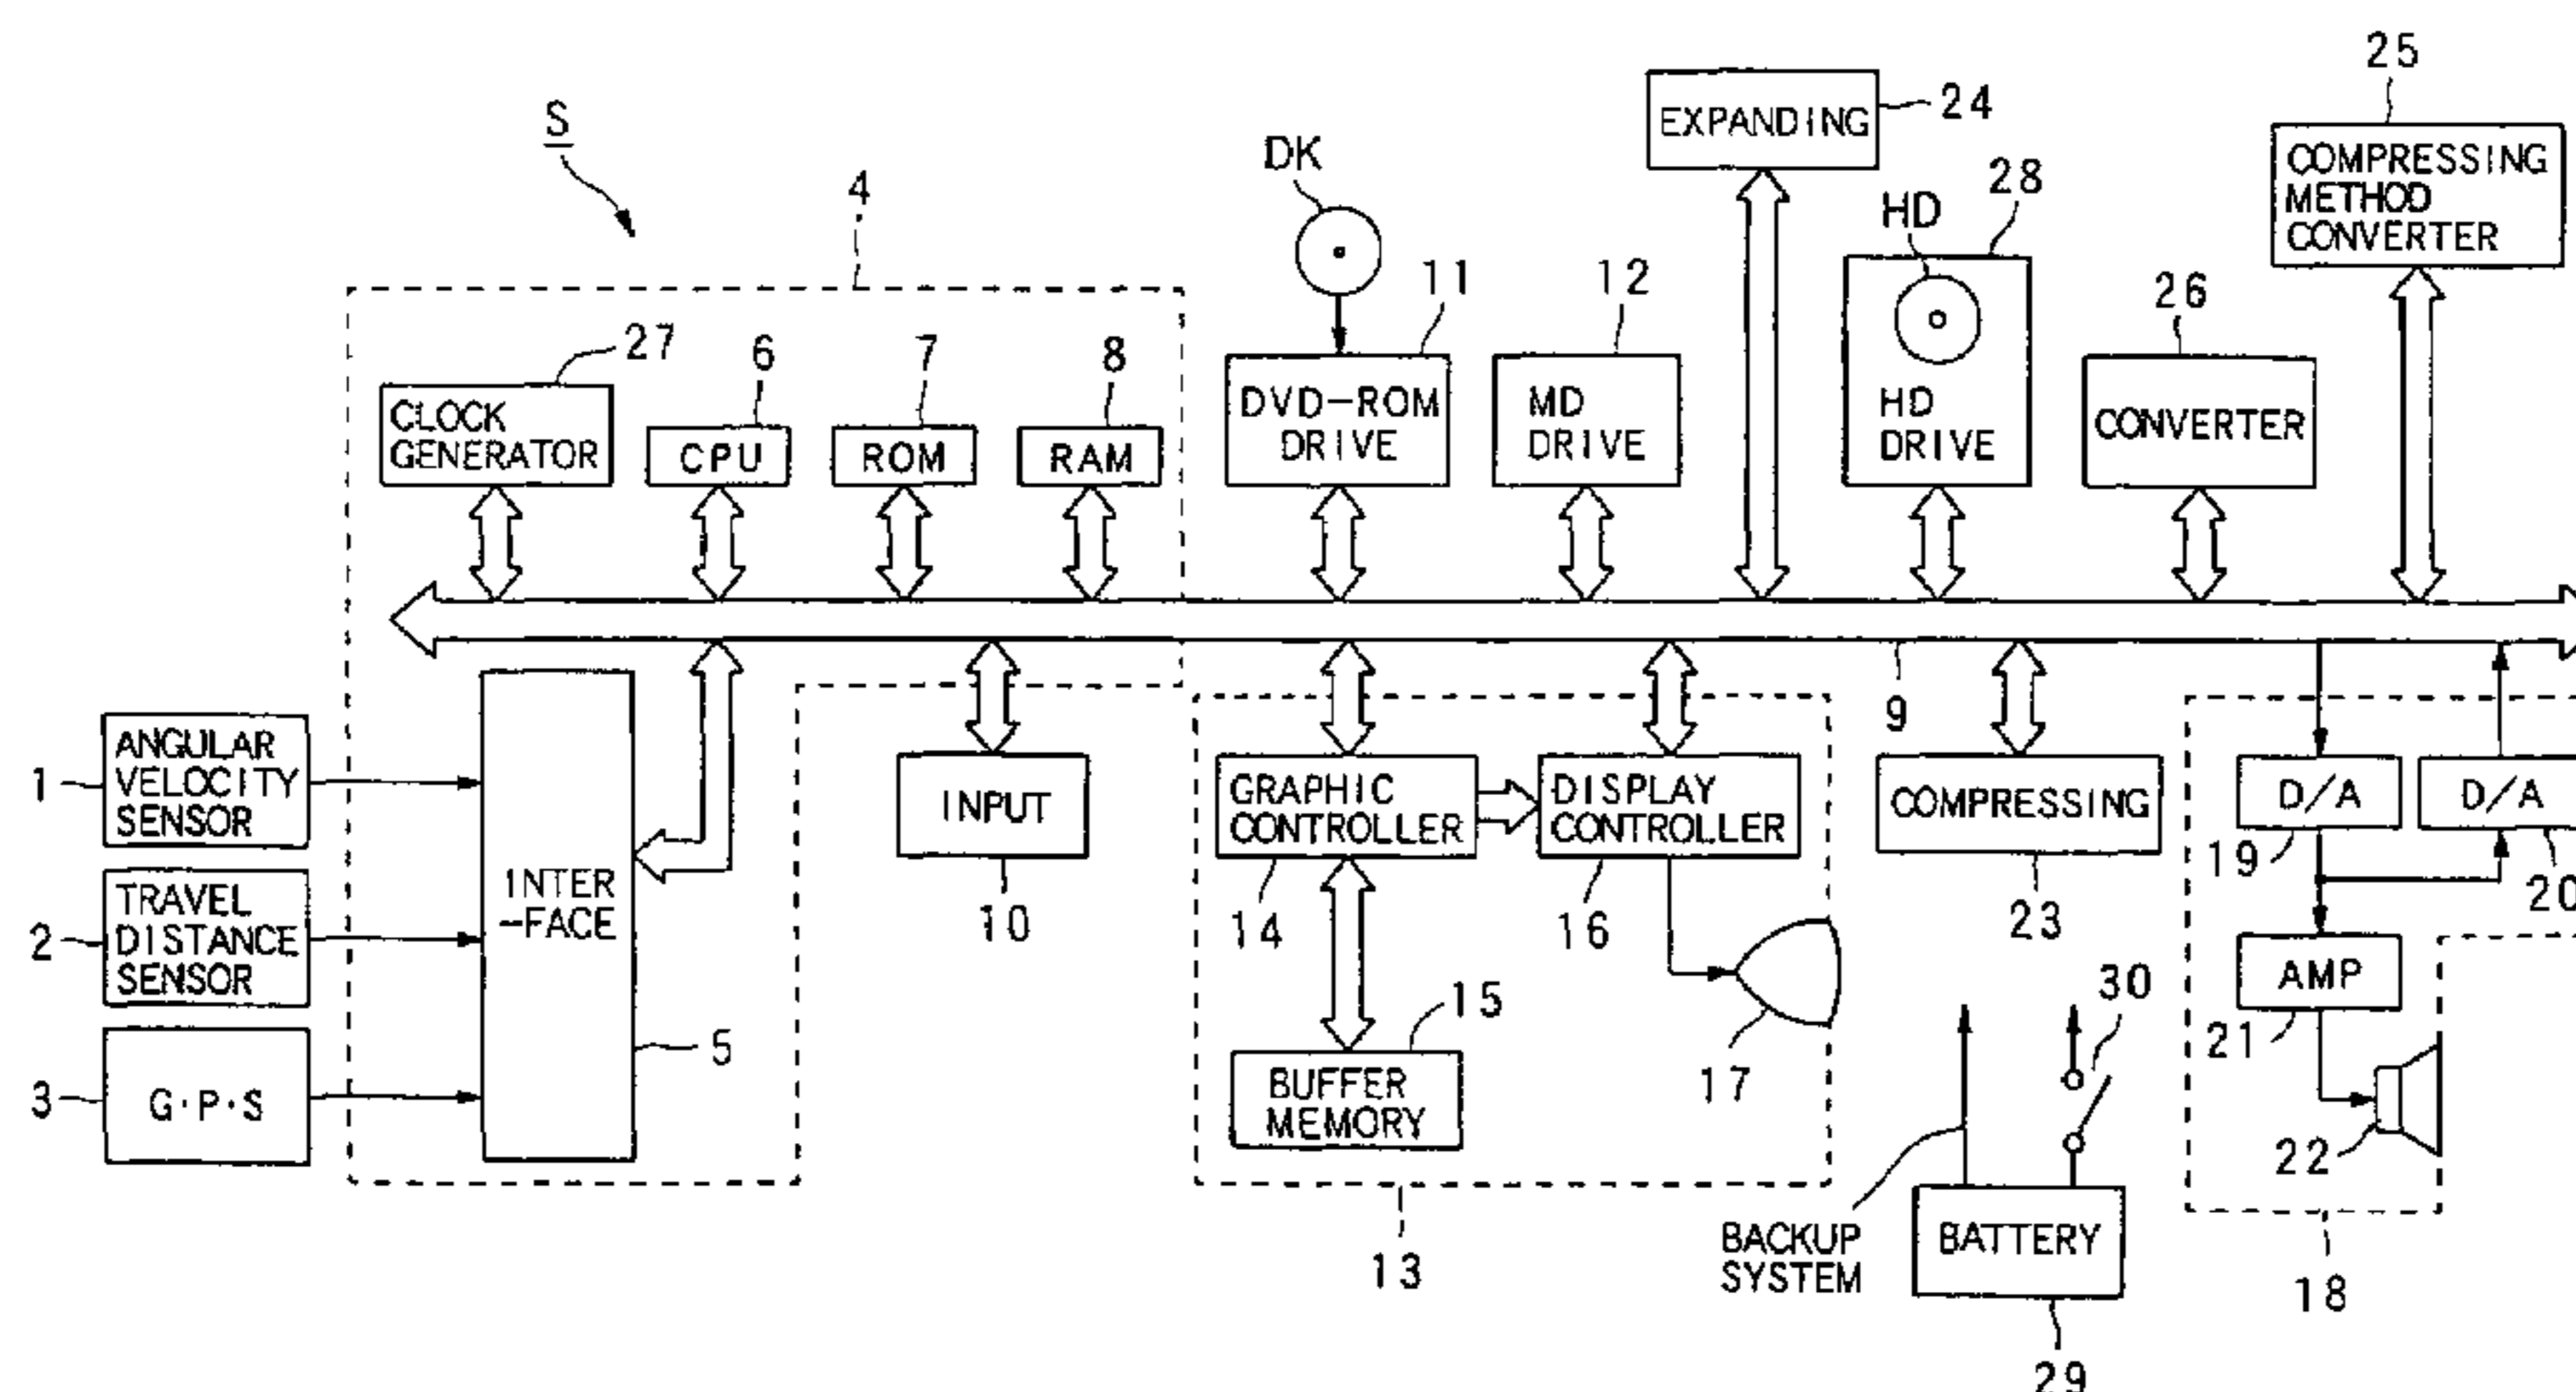 25
S
EXPANDING
24
DK
4
HD
28
COMPRESSING
METHOD
CONVERTER
11
12
26
27
6
7
8
CLOCK
GENERATOR
CPU
ROM
RAM
DVD-ROM
DRIVE
MD
DRIVE
HD
DRIVE
CONVERTER
9
1
ANGULAR
VELOCITY
SENSOR
INPUT
10
GRAPHIC
CONTROLLER
14
DISPLAY
CONTROLLER
16
COMPRESSING
23
D/A
19
D/A
20
2
TRAVEL
DISTANCE
SENSOR
INTER
-FACE
5
AMP
21
30
15
BUFFER
MEMORY
17
3
G·P·S
22
BACKUP
SYSTEM
BATTERY
13
18
29